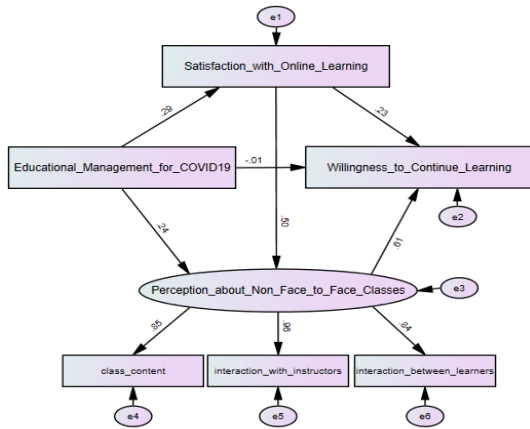 e1
Satisfaction_with_Online_Learning
.29
.23
Educational_Management_for_COVID19
-.01
Willingness_to_Continue_Learning
e2
.24
.50
.61
Perception_about_Non_Face_to_Face_Classes
e3
.85
.96
.84
class_content
interaction_with_instructors
interaction_between_learners
e4
e5
e6